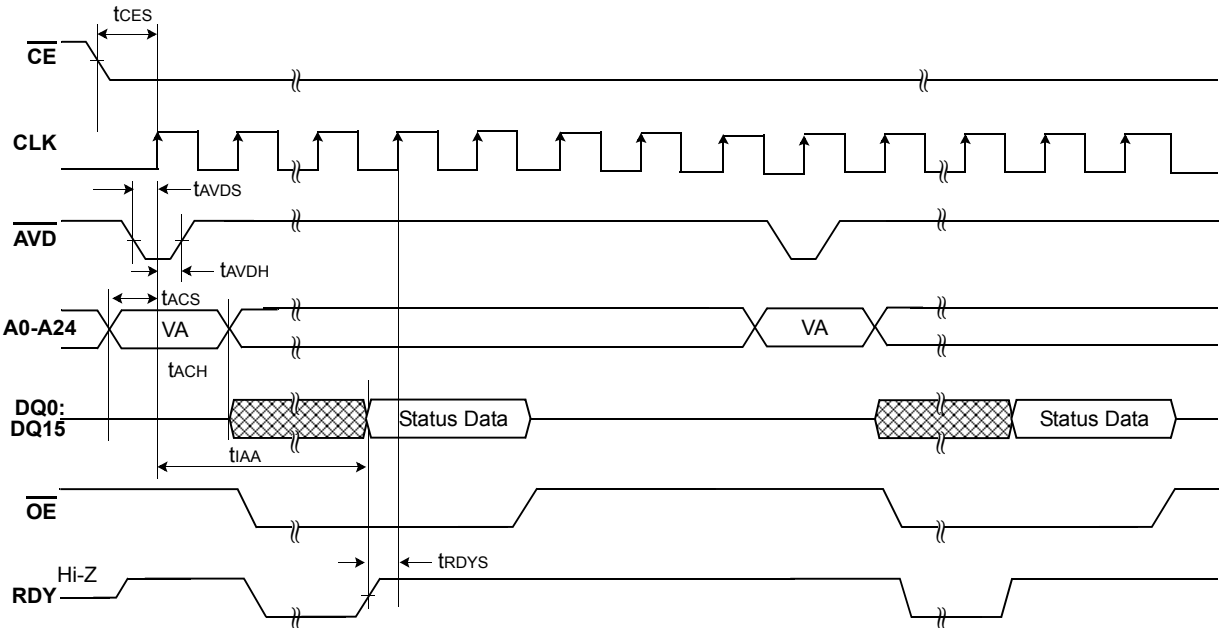 tCES
CE
CLK
tAVDS
AVD
tAVDH
tACS
A0-A24
VA
VA
tACH
DQ0:
DQ15
Status Data
Status Data
tIAA
OE
tRDYS
Hi-Z
RDY